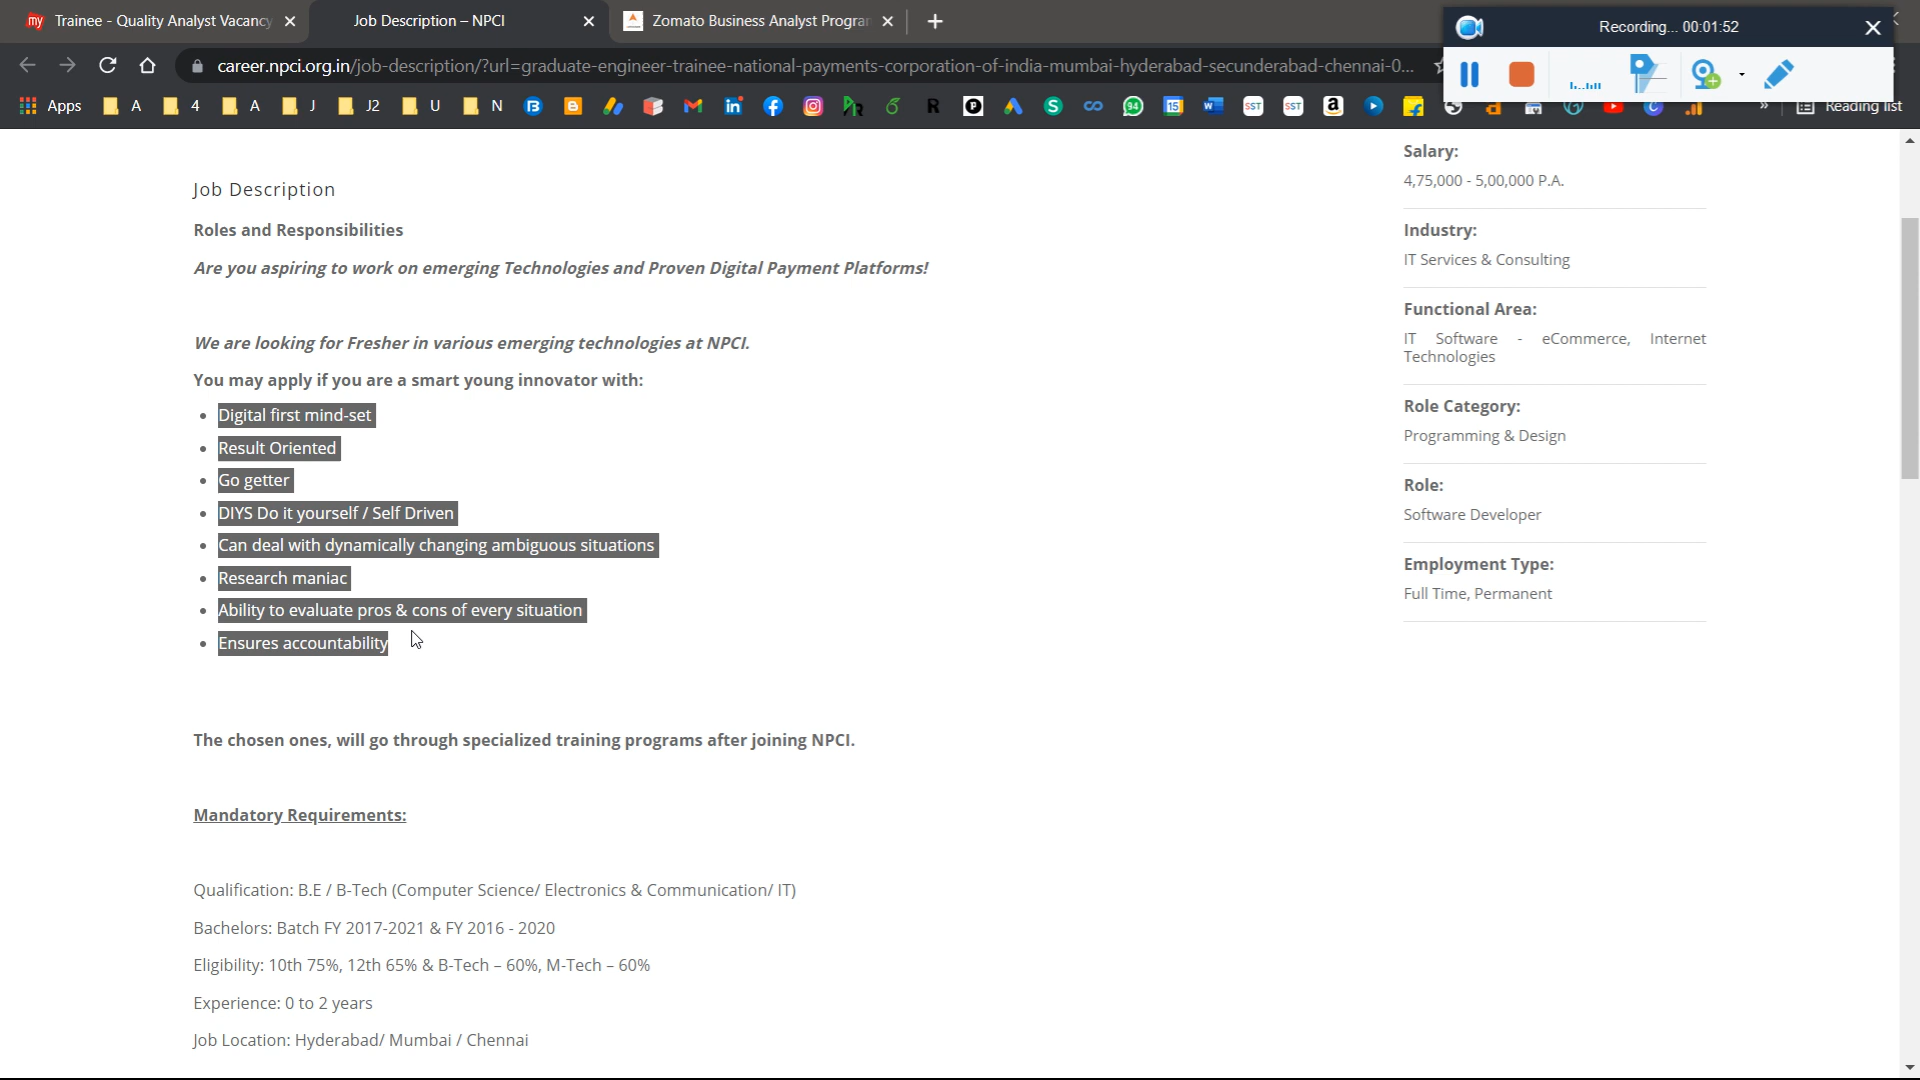 Trainee - Quality Analyst Vacancy
Job Description – NPCI
Zomato Business Analyst Progra
Recording... 00:01:52
career.npci.org.in/job-description/?url=graduate-engineer-trainee-national-payments-corporation-of-india-mumbai-hyderabad-secunderabad-chennai-0...
Apps A 4 A J J2 U N
Reading list
Job Description
Roles and Responsibilities
Are you aspiring to work on emerging Technologies and Proven Digital Payment Platforms!
We are looking for Fresher in various emerging technologies at NPCI.
You may apply if you are a smart young innovator with:
• Digital first mind-set
• Result Oriented
• Go getter
• DIYS Do it yourself / Self Driven
• Can deal with dynamically changing ambiguous situations
• Research maniac
• Ability to evaluate pros & cons of every situation
• Ensures accountability
The chosen ones, will go through specialized training programs after joining NPCI.
Mandatory Requirements:
Qualification: B.E / B-Tech (Computer Science/ Electronics & Communication/ IT)
Bachelors: Batch FY 2017-2021 & FY 2016 - 2020
Eligibility: 10th 75%, 12th 65% & B-Tech – 60%, M-Tech – 60%
Experience: 0 to 2 years
Job Location: Hyderabad/ Mumbai / Chennai
Salary:
4,75,000 - 5,00,000 P.A.
Industry:
IT Services & Consulting
Functional Area:
IT Software - eCommerce, Internet
Technologies
Role Category:
Programming & Design
Role:
Software Developer
Employment Type:
Full Time, Permanent